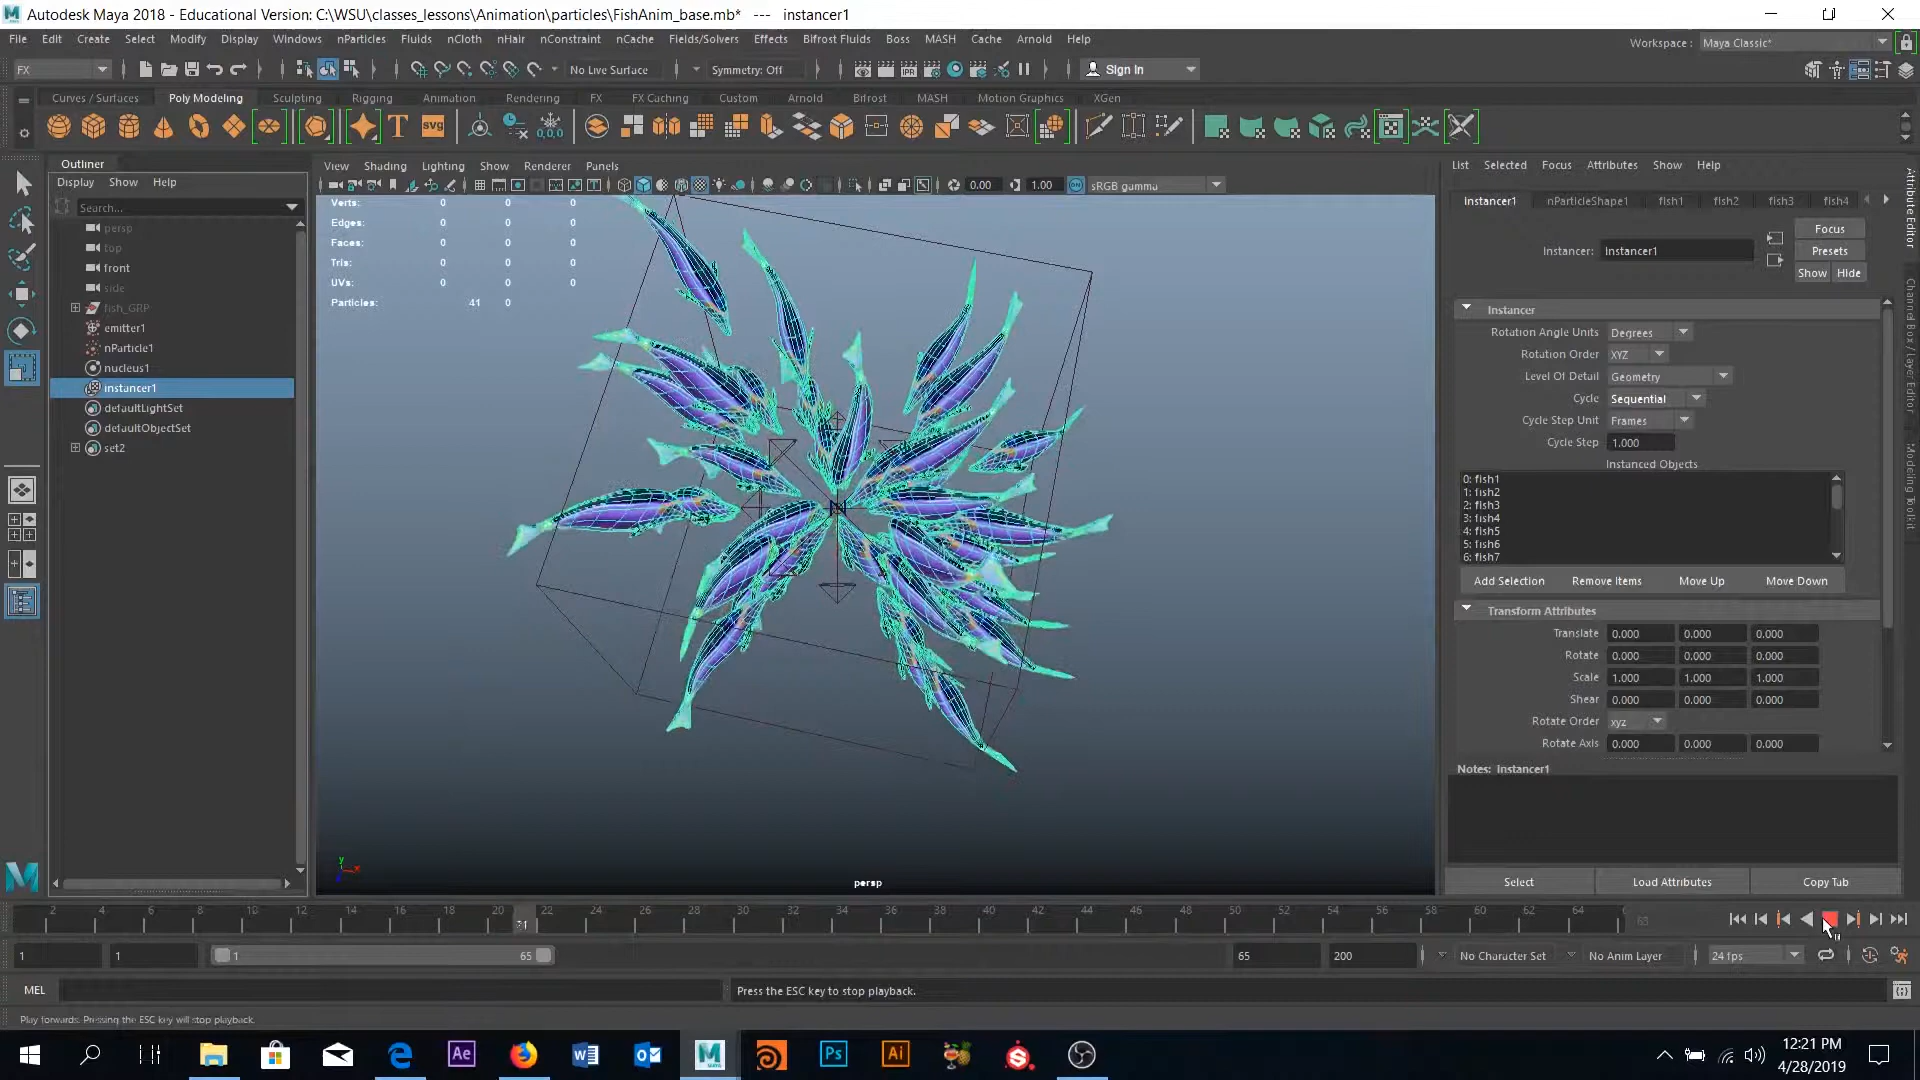 Autodesk Maya 2018 - Educational Version: C:\WSU\classes_lessons\Animation\particles\FishAnim_base.mb* --- instancer1
File Edit Create Select Modify Display Windows nParticles Fluids nCloth nHair nConstraint nCache Fields/Solvers Effects Bifrost Fluids Boss MASH Cache Arnold Help
Workspace : Maya Classic*
FX
No Live Surface
Symmetry: Off
Sign In
Curves / Surfaces Poly Modeling Sculpting Rigging Animation Rendering FX FX Caching Custom Arnold Bifrost MASH Motion Graphics XGen
T SVG 0,0,0
Outliner
Display Show Help
Search...
persp
top
front
side
fish_GRP
emitter1
nParticle1
nucleus1
instancer1
defaultLightSet
defaultObjectSet
set2
View Shading Lighting Show Renderer Panels
0.00 1.00 sRGB gamma
Verts: 0 0 0
Edges: 0 0 0
Faces: 0 0 0
Tris: 0 0 0
UVs: 0 0 0
Particles: 41 0
N
y x
persp
List Selected Focus Attributes Show Help
instancer1 nParticleShape1 fish1 fish2 fish3 fish4
Focus
Instancer: instancer1
Presets
Show Hide
Instancer
Rotation Angle Units Degrees
Rotation Order XYZ
Level Of Detail Geometry
Cycle Sequential
Cycle Step Unit Frames
Cycle Step 1.000
Instanced Objects
0: fish1
1: fish2
2: fish3
3: fish4
4: fish5
5: fish6
6: fish7
Add Selection Remove Items Move Up Move Down
Transform Attributes
Translate 0.000 0.000 0.000
Rotate 0.000 0.000 0.000
Scale 1.000 1.000 1.000
Shear 0.000 0.000 0.000
Rotate Order xyz
Rotate Axis 0.000 0.000 0.000
Notes: instancer1
Select Load Attributes Copy Tab
Attribute Editor
Channel Box / Layer Editor
Modeling Toolkit
2 4 6 8 10 12 14 16 18 20 21 22 24 26 28 30 32 34 36 38 40 42 44 46 48 50 52 54 56 58 60 62 64
1 1 1 65 65 200 No Character Set No Anim Layer 24 fps
MEL
Press the ESC key to stop playback.
Play forwards. Pressing the ESC key will stop playback.
Ae Ps Ai
12:21 PM
4/28/2019